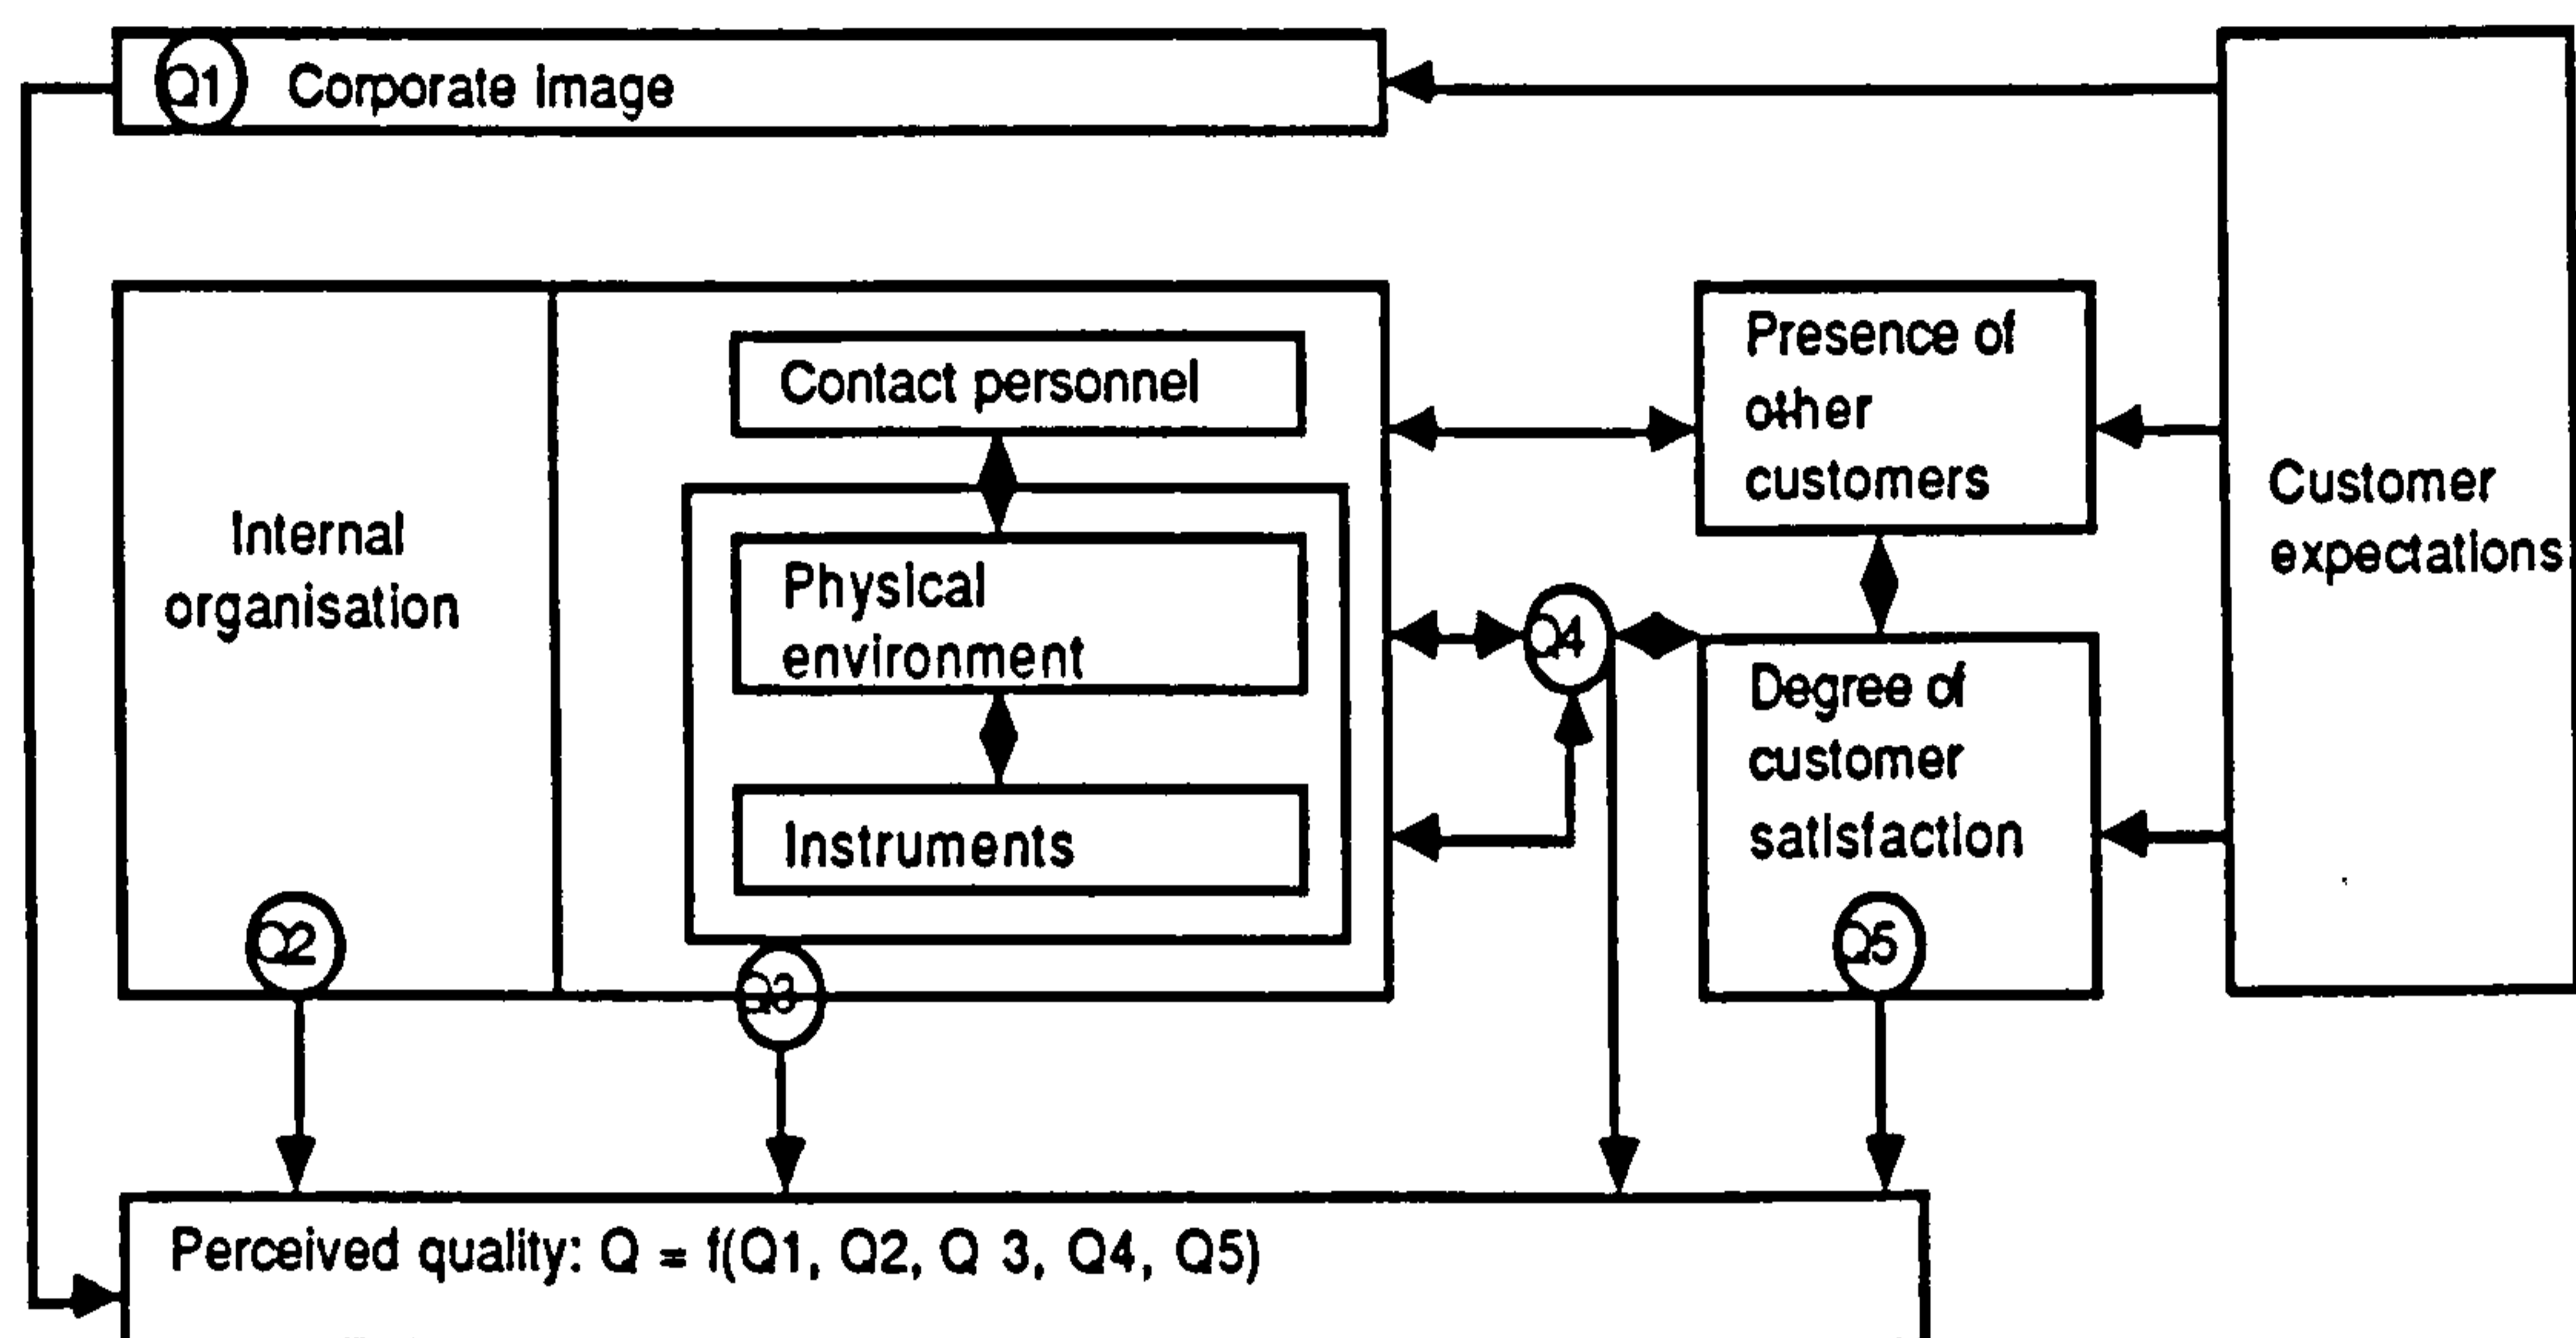 Q1 Corporate image
Contact personnel
Presence of
other
customers
Customer
expectations
Internal
organisation
Physical
environment
Q4
Degree of
customer
satisfaction
Instruments
Q2
Q3
Q5
Perceived quality: Q = f(Q1, Q2, Q 3, Q4, Q5)